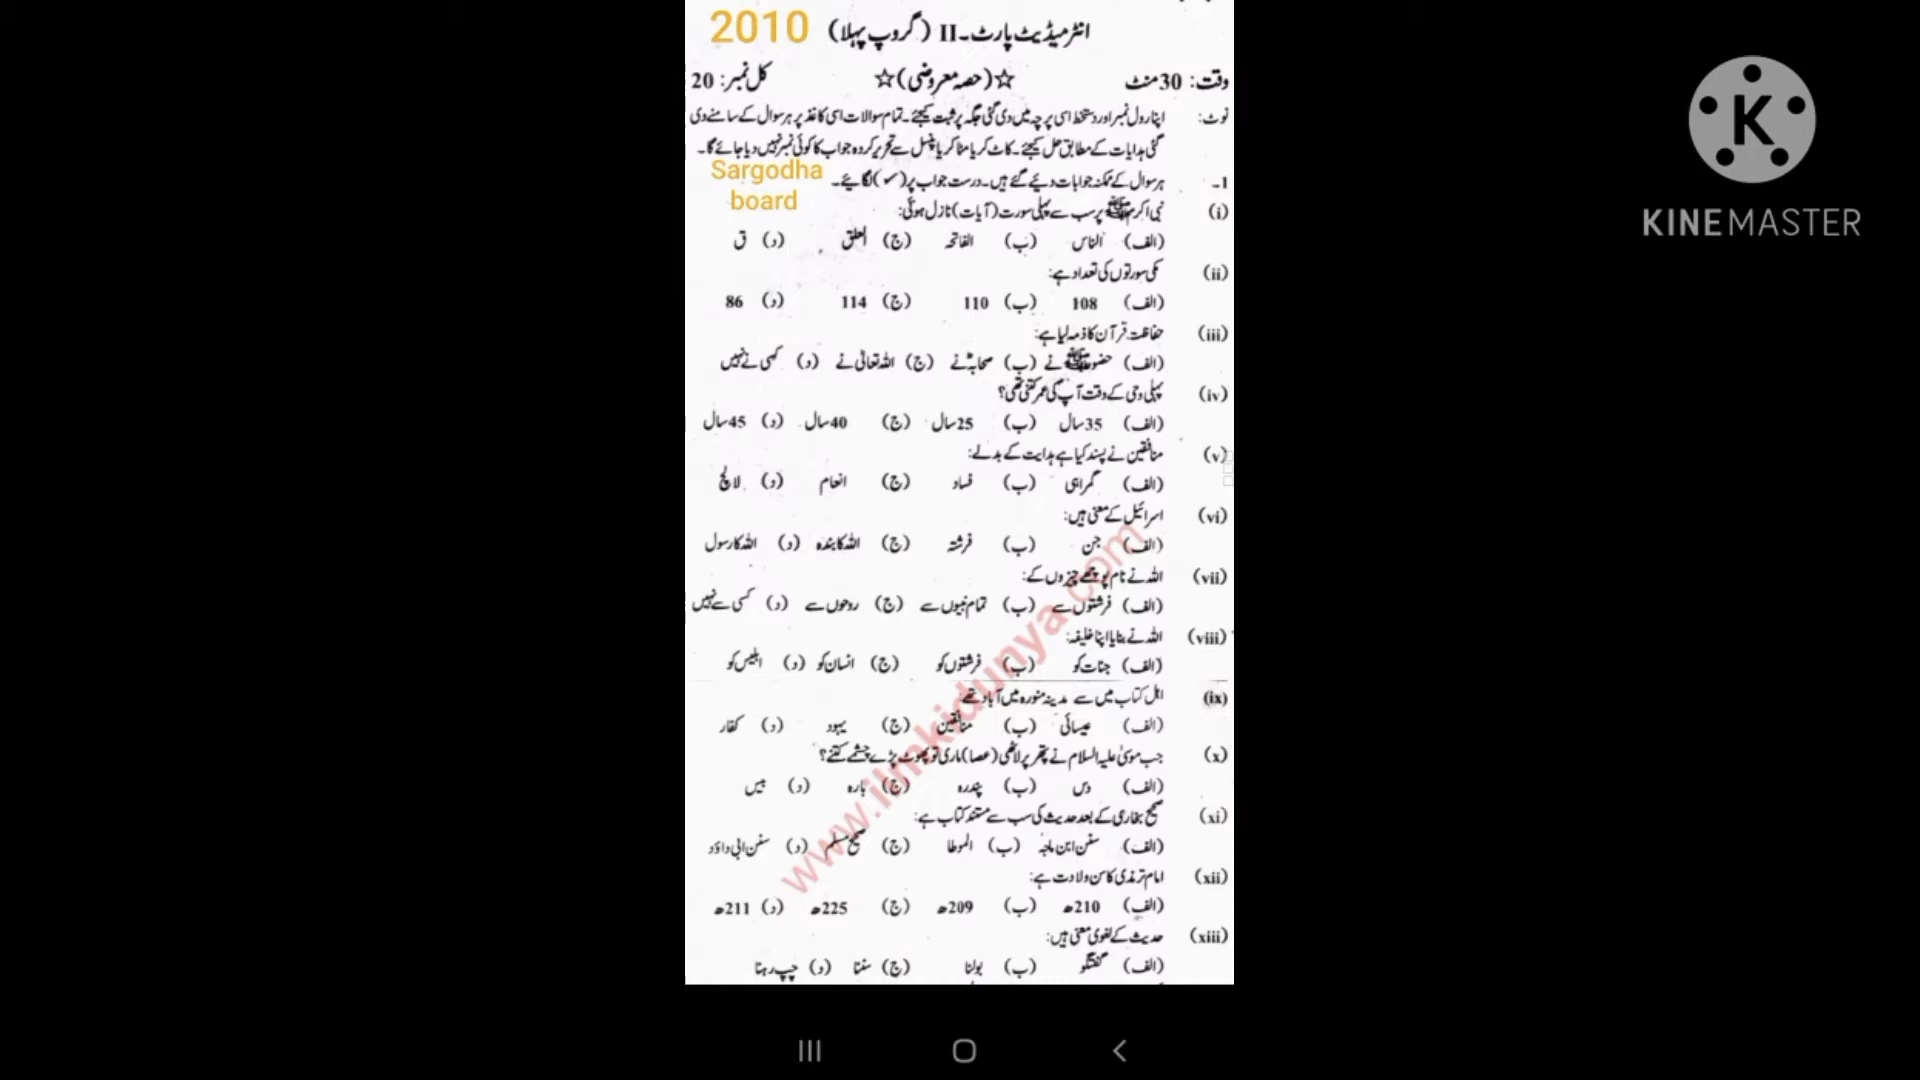 2010
انٹرمیڈیٹ پارٹ ۔ II (گروپ پہلا)
وقت: 30 منٹ ☆(حصہ معروضی)☆ کل نمبر: 20
نوٹ: اپنا رول نمبر اور دستخط اسی پرچہ میں دی گئی جگہ پر ثبت کیجئے۔ تمام سوالات اسی کاغذ پر ہر سوال کے سامنے دی
گئی ہدایات کے مطابق حل کیجئے۔ کاٹ کر یا مٹا کر یا پنسل سے تحریر کردہ جواب کا کوئی نمبر نہیں دیا جائے گا۔
Sargodha
board
1۔ ہر سوال کے ممکنہ جوابات دیئے گئے ہیں۔ درست جواب پر (✓) لگائیے۔
(i) نبی اکرم ﷺ پر سب سے پہلی سورت (آیات) نازل ہوئی:
(الف) الناس (ب) الفاتحہ (ج) العلق (د) ق
(ii) مکی سورتوں کی تعداد ہے:
(الف) 108 (ب) 110 (ج) 114 (د) 86
(iii) حفاظت قرآن کا ذمہ لیا ہے:
(الف) حضور ﷺ نے (ب) صحابہؓ نے (ج) اللہ تعالیٰ نے (د) کسی نے نہیں
(iv) پہلی وحی کے وقت آپ کی عمر کتنی تھی؟
(الف) 35 سال (ب) 25 سال (ج) 40 سال (د) 45 سال
(v) منافقین نے پسند کیا ہے ہدایت کے بدلے:
(الف) گمراہی (ب) فساد (ج) انعام (د) لالچ
(vi) اسرائیل کے معنی ہیں:
(الف) جن (ب) فرشتہ (ج) اللہ کا بندہ (د) اللہ کا رسول
(vii) اللہ نے نام پوچھے چیزوں کے:
(الف) فرشتوں سے (ب) تمام نبیوں سے (ج) روحوں سے (د) کسی سے نہیں
(viii) اللہ نے بنایا اپنا خلیفہ:
(الف) جنات کو (ب) فرشتوں کو (ج) انسان کو (د) ابلیس کو
(ix) اہل کتاب میں سے مدینہ منورہ میں آباد تھے
(الف) عیسائی (ب) منافقین (ج) یہود (د) کفار
(x) جب موسیٰ علیہ السلام نے پتھر پر لاٹھی (عصا) ماری تو پھوٹ پڑے چشمے کتنے؟
(الف) دس (ب) پندرہ (ج) بارہ (د) بیس
(xi) صحیح بخاری کے بعد حدیث کی سب سے مستند کتاب ہے:
(الف) سنن ابن ماجہ (ب) الموطا (ج) صحیح مسلم (د) سنن ابی داؤد
(xii) امام ترمذی کا سن ولادت ہے:
(الف) 210ھ (ب) 209ھ (ج) 225ھ (د) 211ھ
(xiii) حدیث کے لغوی معنی ہیں:
(الف) گفتگو (ب) بولنا (ج) سننا (د) چپ رہنا
www.ilmkidunya.com
K
KINEMASTER